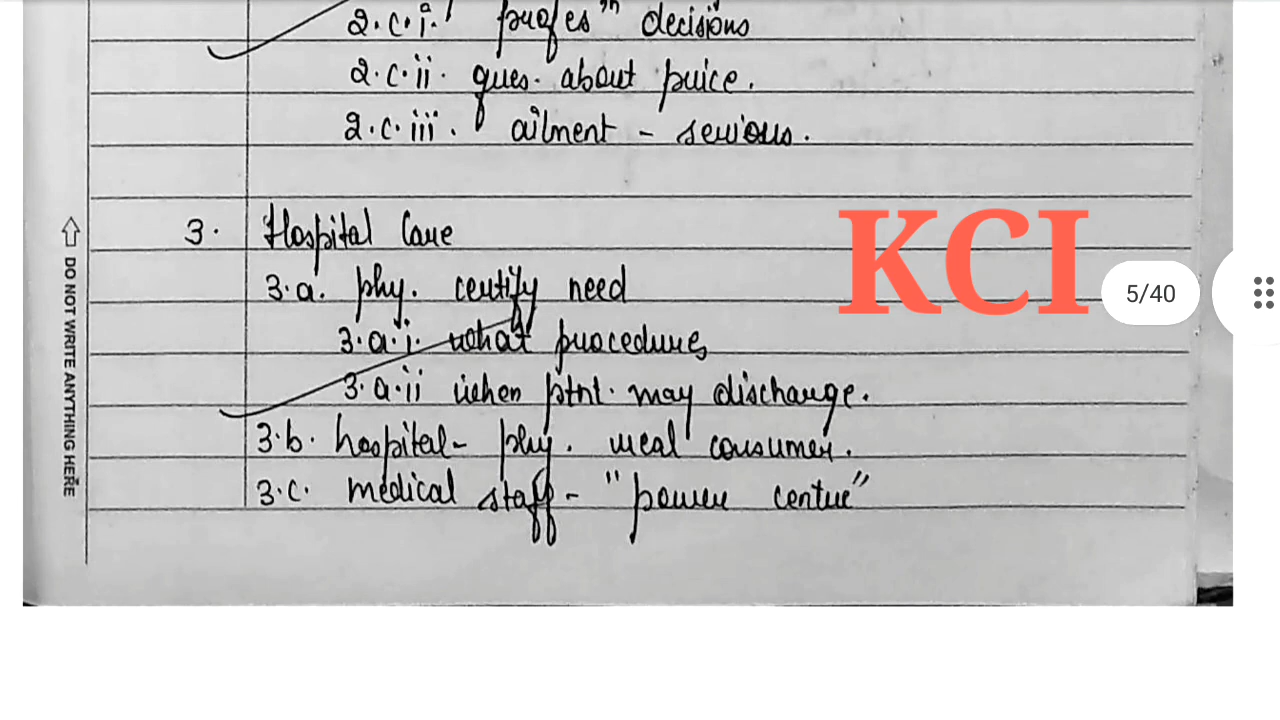 2.c.i. profesⁿ decisions
2.c.ii. ques. about price.
2.c.iii. ailment - serious.
3. Hospital Care
KCI
3.a. phy. certify need
5/40
3.a.i. what procedures
3.a.ii when ptnt. may discharge.
3.b. hospital - phy. real consumer.
3.c. medical staff - "power centre"
DO NOT WRITE ANYTHING HERE